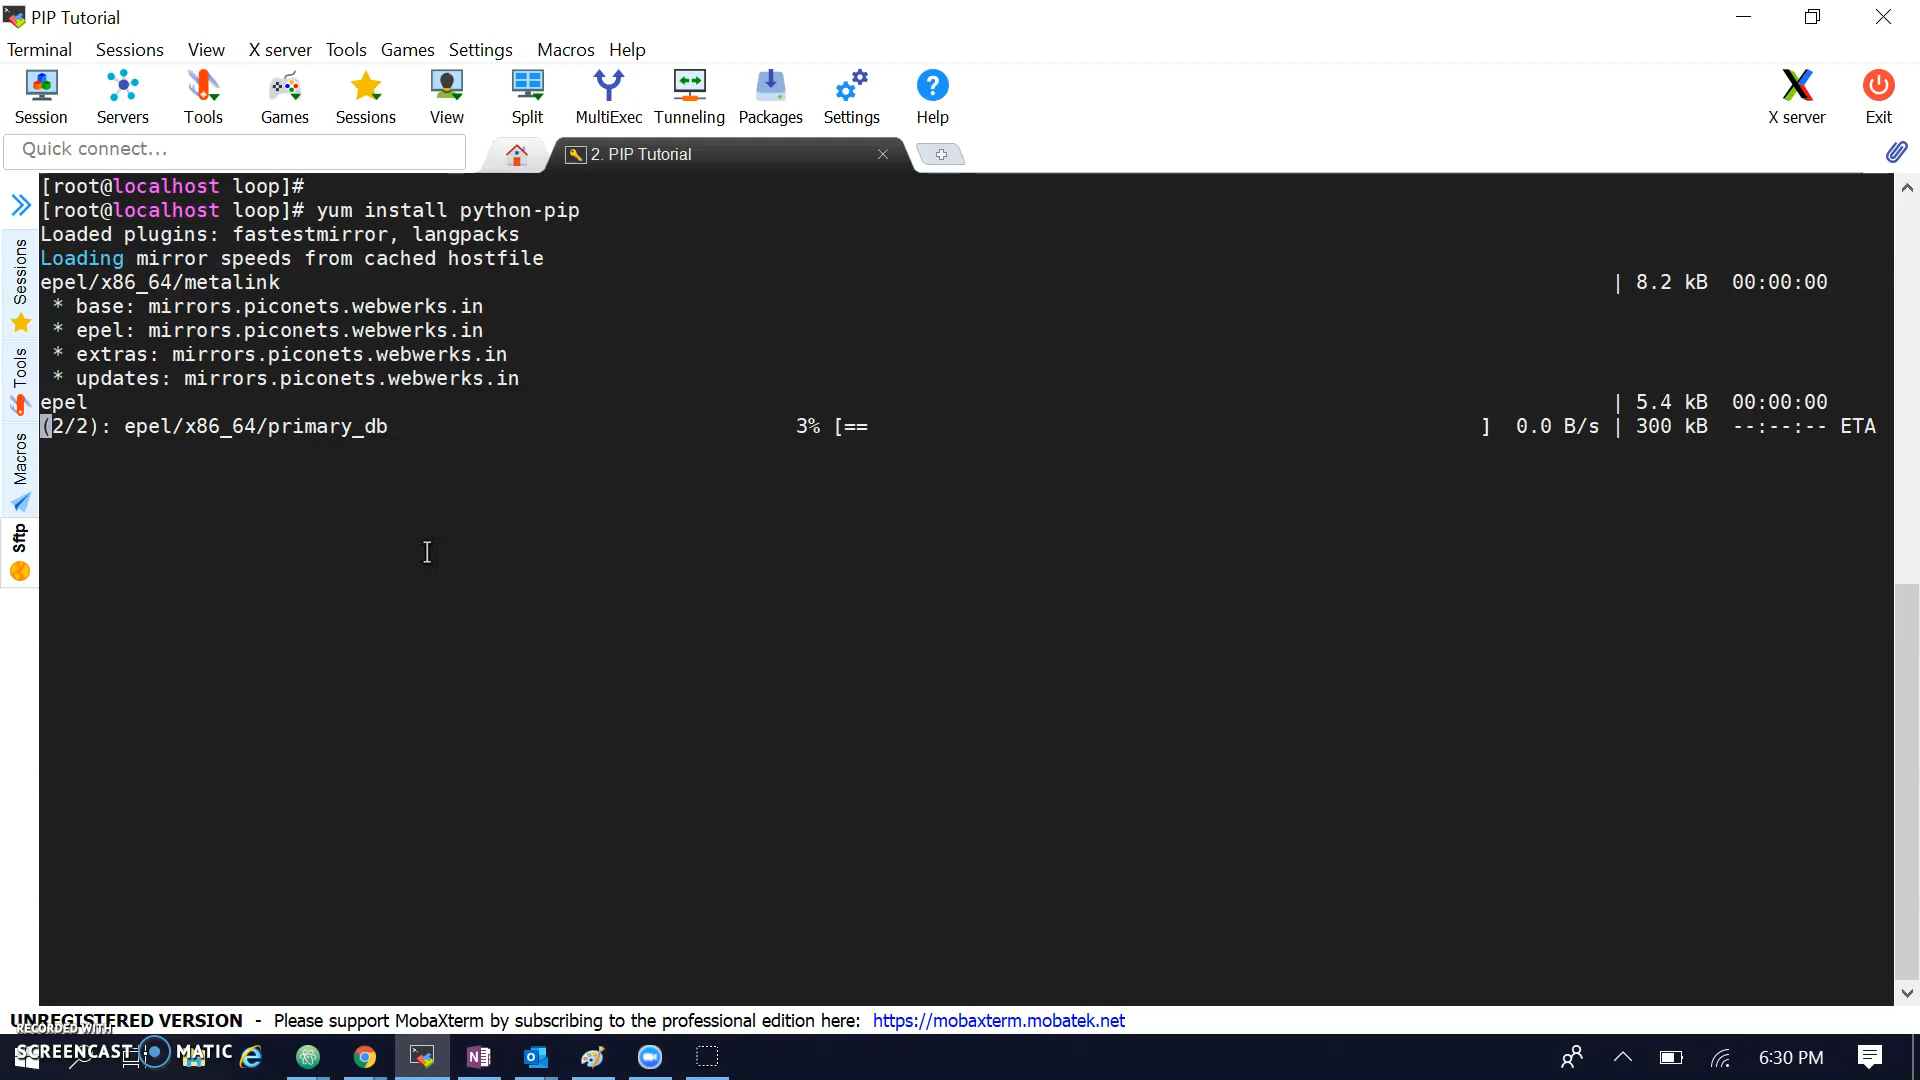 PIP Tutorial
Terminal Sessions View X server Tools Games Settings Macros Help
Session Servers Tools Games Sessions View Split MultiExec Tunneling Packages Settings Help X server Exit
Quick connect...
2. PIP Tutorial
[root@localhost loop]#
[root@localhost loop]# yum install python-pip
Loaded plugins: fastestmirror, langpacks
Loading mirror speeds from cached hostfile
epel/x86_64/metalink | 8.2 kB 00:00:00
* base: mirrors.piconets.webwerks.in
* epel: mirrors.piconets.webwerks.in
* extras: mirrors.piconets.webwerks.in
* updates: mirrors.piconets.webwerks.in
epel | 5.4 kB 00:00:00
(2/2): epel/x86_64/primary_db 3% [== ] 0.0 B/s | 300 kB --:--:-- ETA
Sessions
Tools
Macros
Sftp
UNREGISTERED VERSION - Please support MobaXterm by subscribing to the professional edition here: https://mobaxterm.mobatek.net
RECORDED WITH
SCREENCAST MATIC
6:30 PM